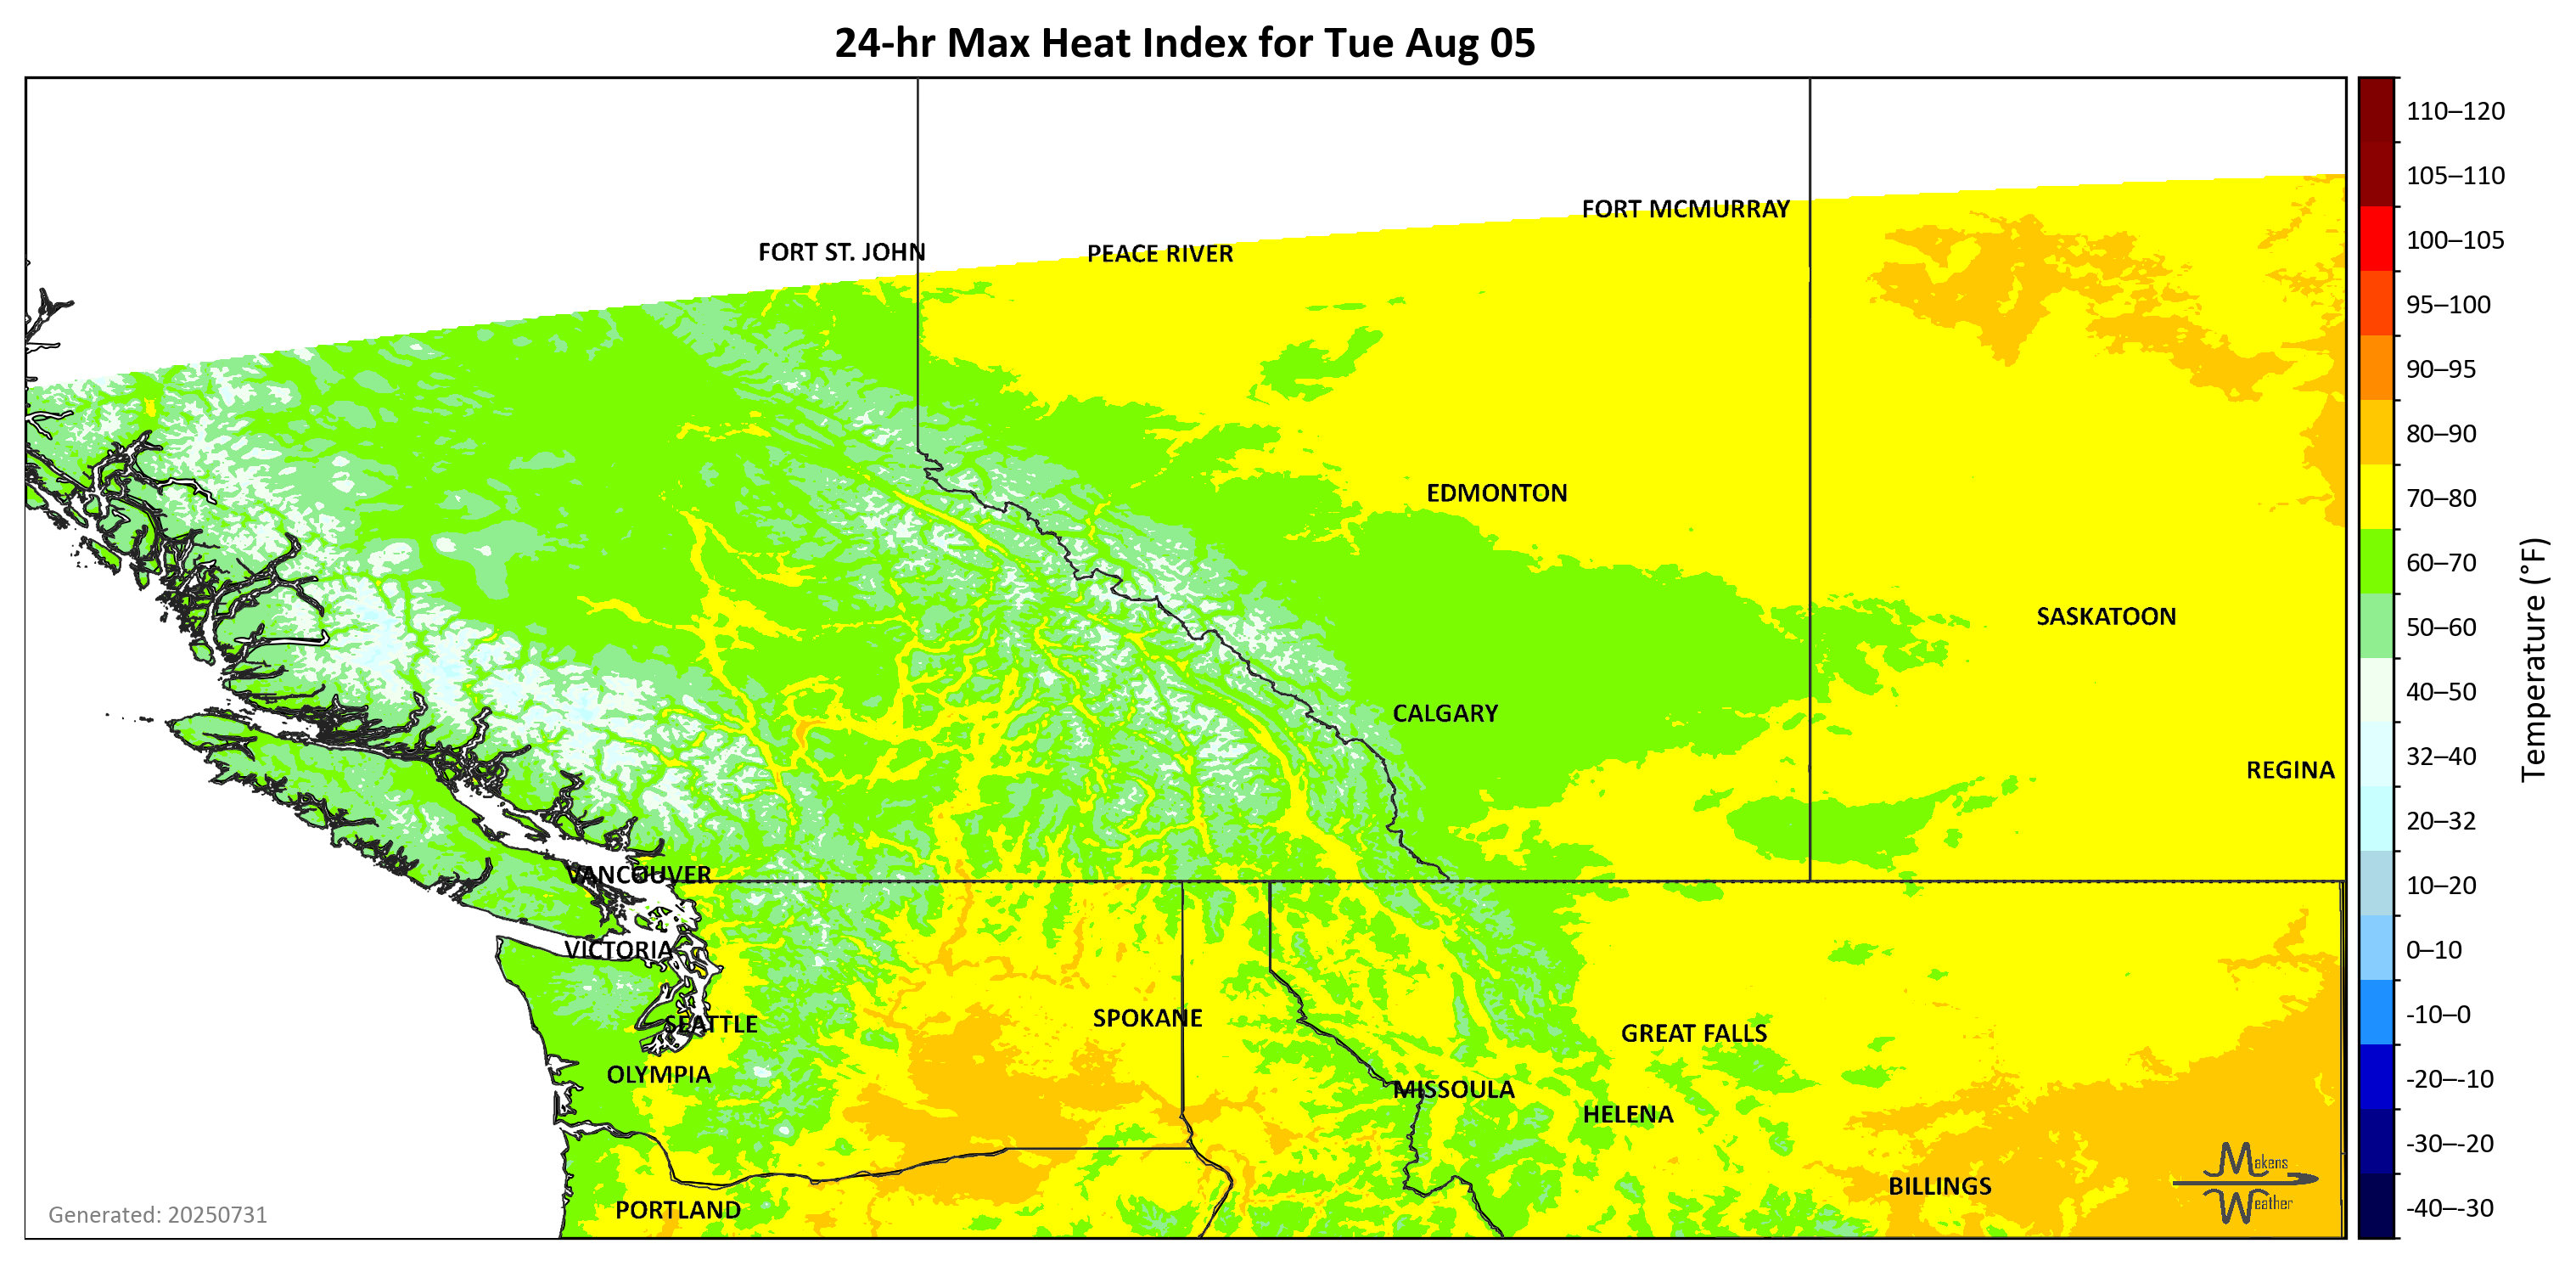 24-hr Max Heat Index for Tue Aug 05
110–120
105–110
100–105
95–100
90–95
80–90
70–80
60–70
50–60
40–50
32–40
20–32
10–20
0–10
-10–0
-20–-10
-30–-20
-40–-30
Temperature (°F)
FORT MCMURRAY
FORT ST. JOHN
PEACE RIVER
EDMONTON
SASKATOON
CALGARY
REGINA
VANCOUVER
VICTORIA
SEATTLE
SPOKANE
GREAT FALLS
OLYMPIA
MISSOULA
HELENA
BILLINGS
PORTLAND
Makens
Weather
Generated: 20250731